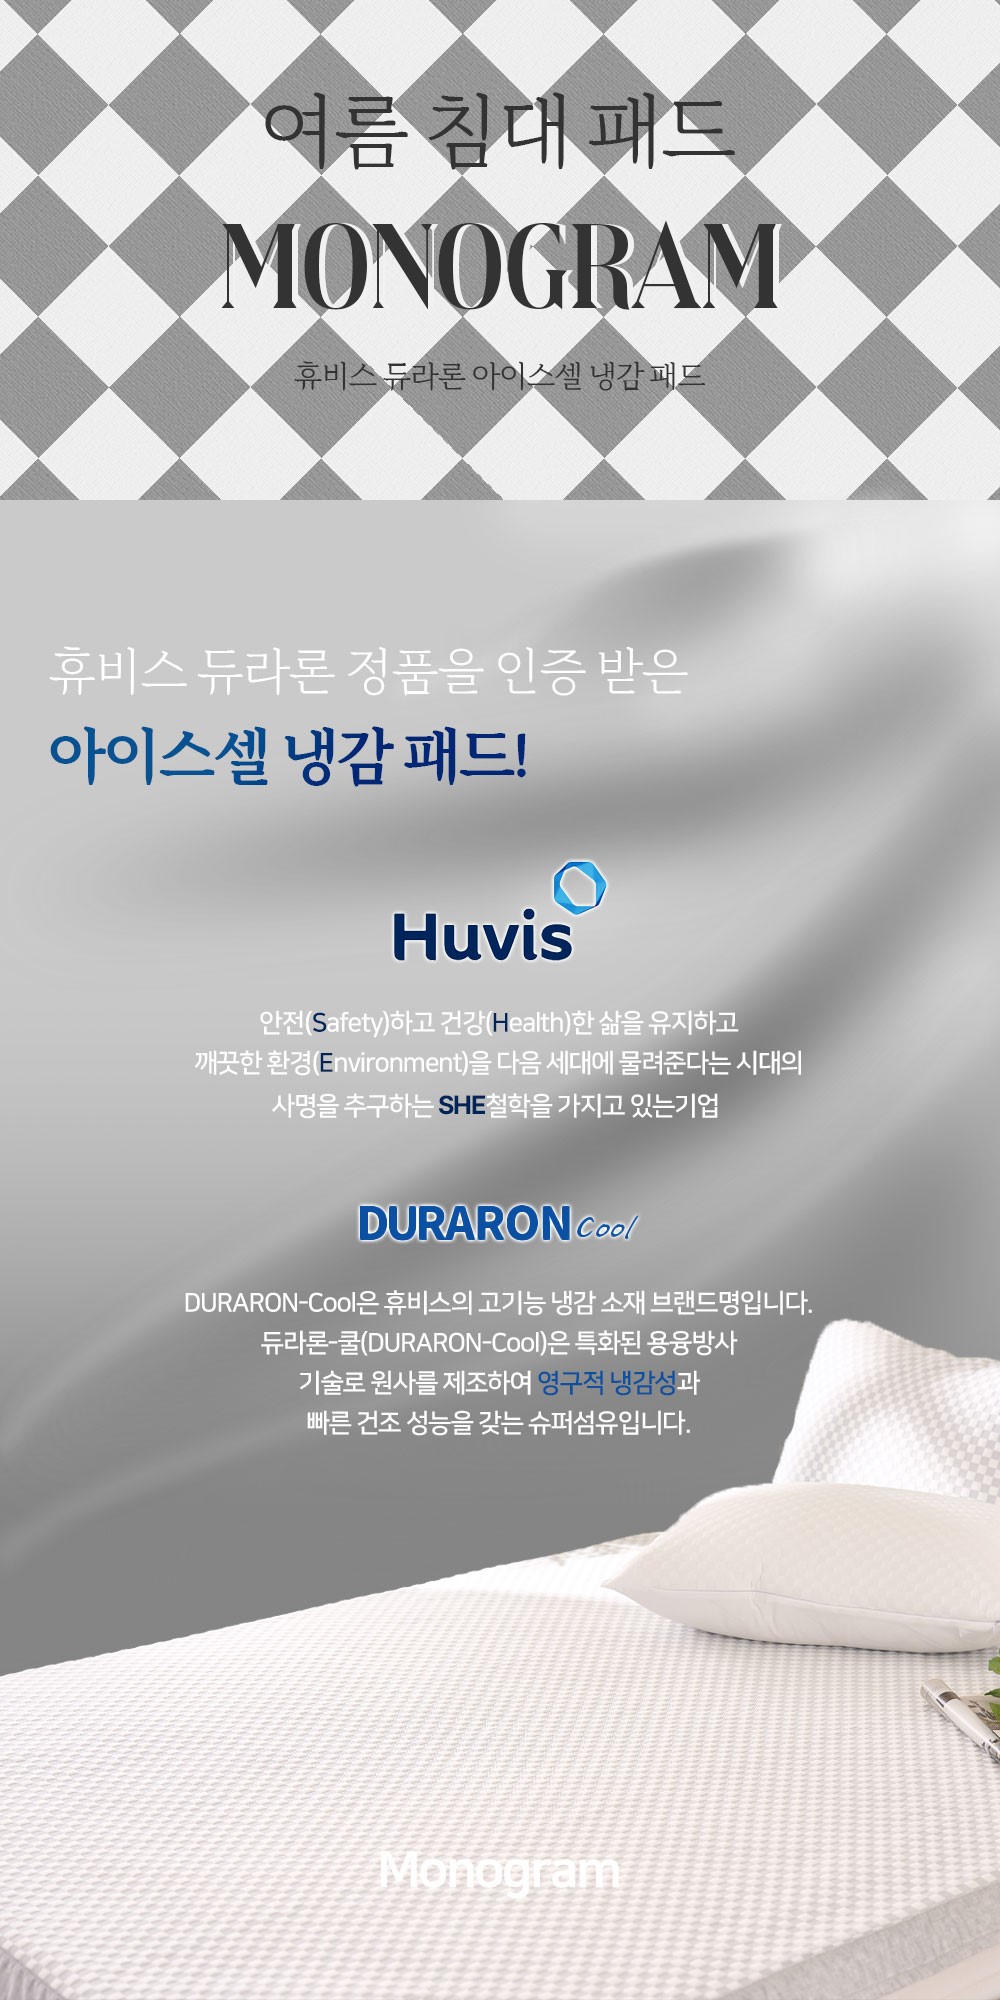 여름 침대 패드
MONOGRAM
휴비스 듀라론 아이스셀 냉감 패드
휴비스 듀라론 정품을 인증 받은
아이스셀 냉감 패드!
Huvis
안전(Safety)하고 건강(Health)한 삶을 유지하고
깨끗한 환경(Environment)을 다음 세대에 물려준다는 시대의
사명을 추구하는 SHE철학을 가지고 있는기업
DURARON Cool
DURARON-Cool은 휴비스의 고기능 냉감 소재 브랜드명입니다.
듀라론-쿨(DURARON-Cool)은 특화된 용융방사
기술로 원사를 제조하여 영구적 냉감성과
빠른 건조 성능을 갖는 슈퍼섬유입니다.
Monogram